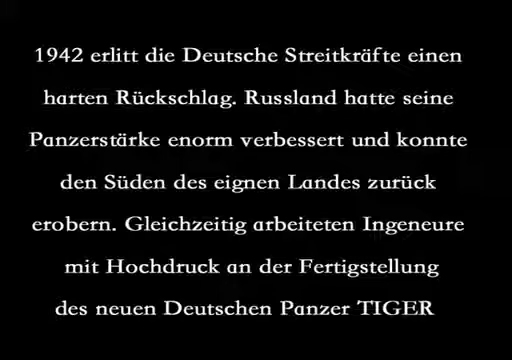 1942 erlitt die Deutsche Streitkräfte einen
harten Rückschlag. Russland hatte seine
Panzerstärke enorm verbessert und konnte
den Süden des eignen Landes zurück
erobern. Gleichzeitig arbeiteten Ingeneure
mit Hochdruck an der Fertigstellung
des neuen Deutschen Panzer TIGER